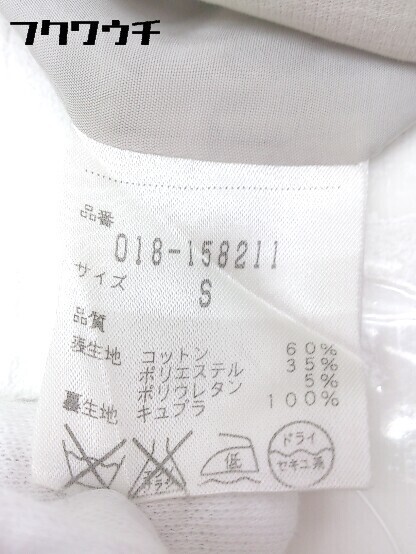 フクワウチ
品番
018-158211
サイズ S
品質
表生地 コットン 60%
ポリエステル 35%
ポリウレタン 5%
裏生地 キュプラ 100%
低
ドライ
セキユ系